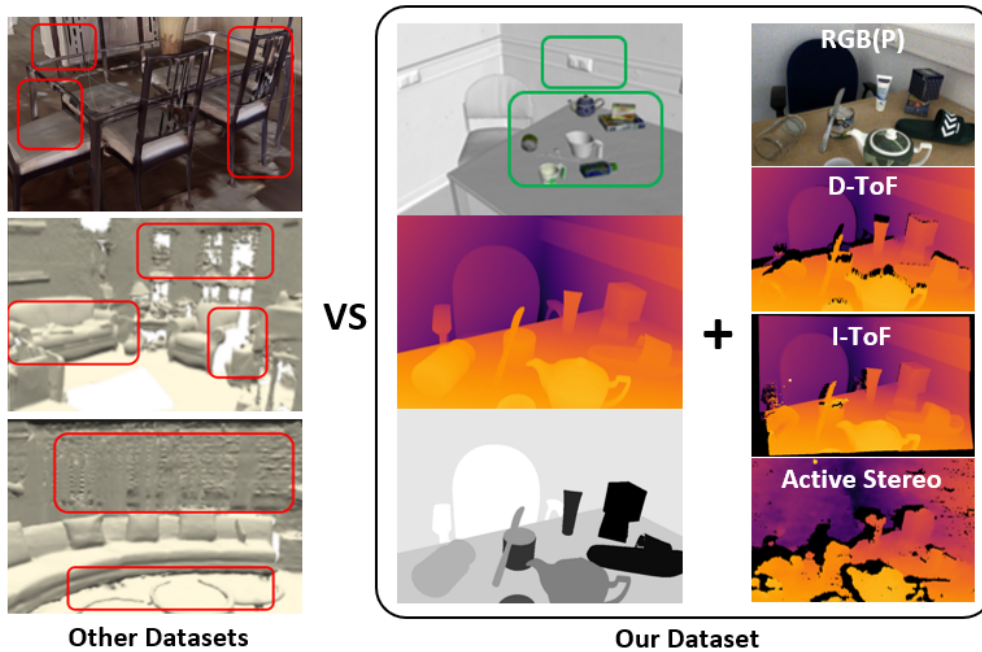 RGB(P)
D-ToF
VS
+
I-ToF
Active Stereo
Other Datasets
Our Dataset